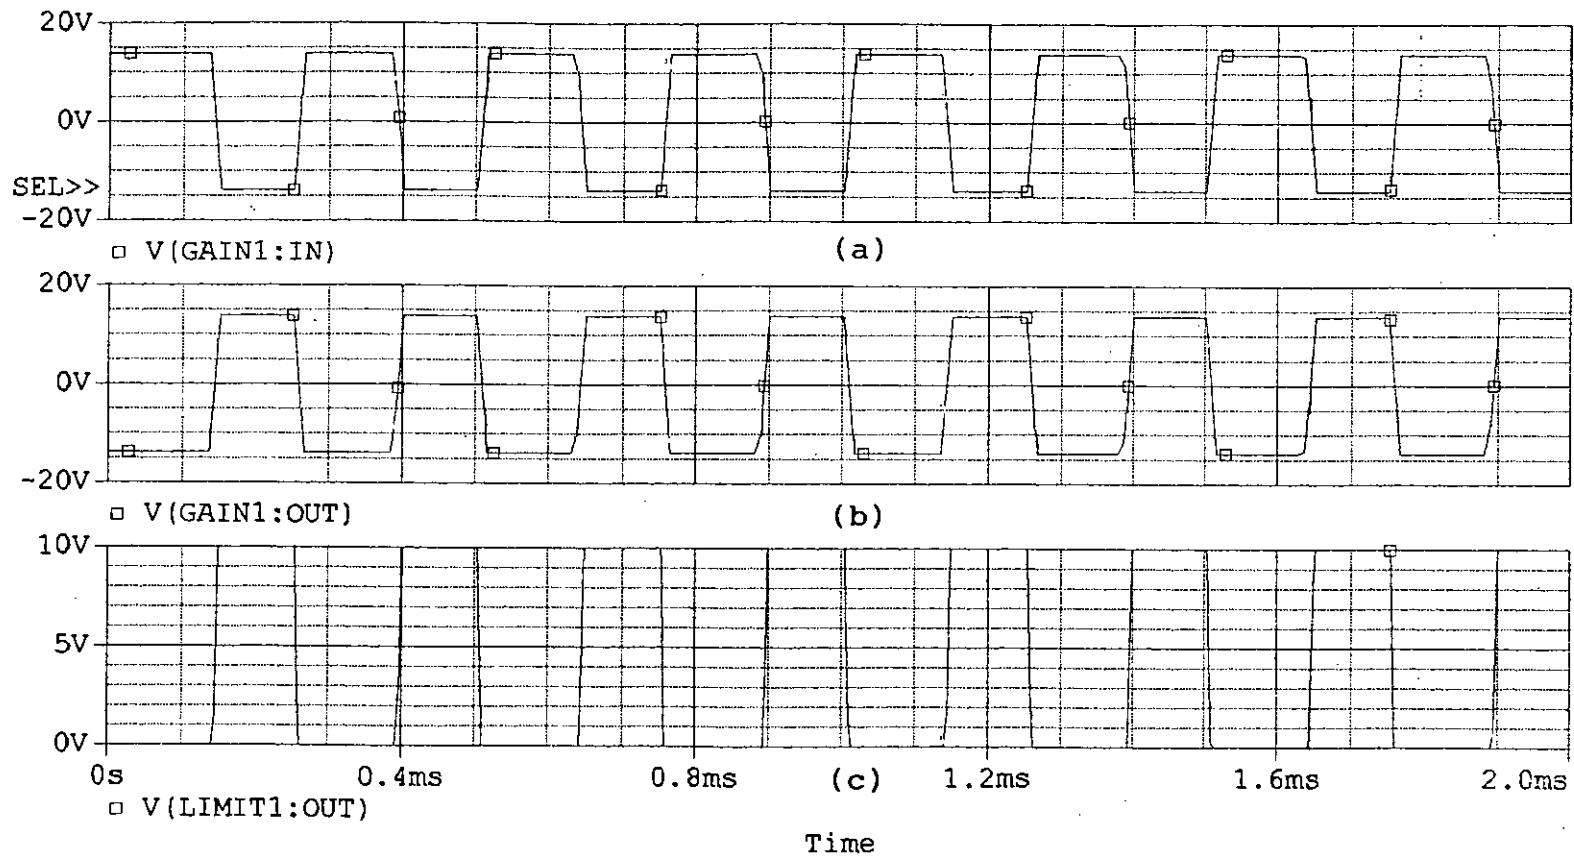 20V
0V
SEL>>
-20V
□ V(GAIN1:IN)
(a)
20V
0V
-20V
□ V(GAIN1:OUT)
(b)
10V
5V
0V
0s 0.4ms 0.8ms (c) 1.2ms 1.6ms 2.0ms
□ V(LIMIT1:OUT)
Time